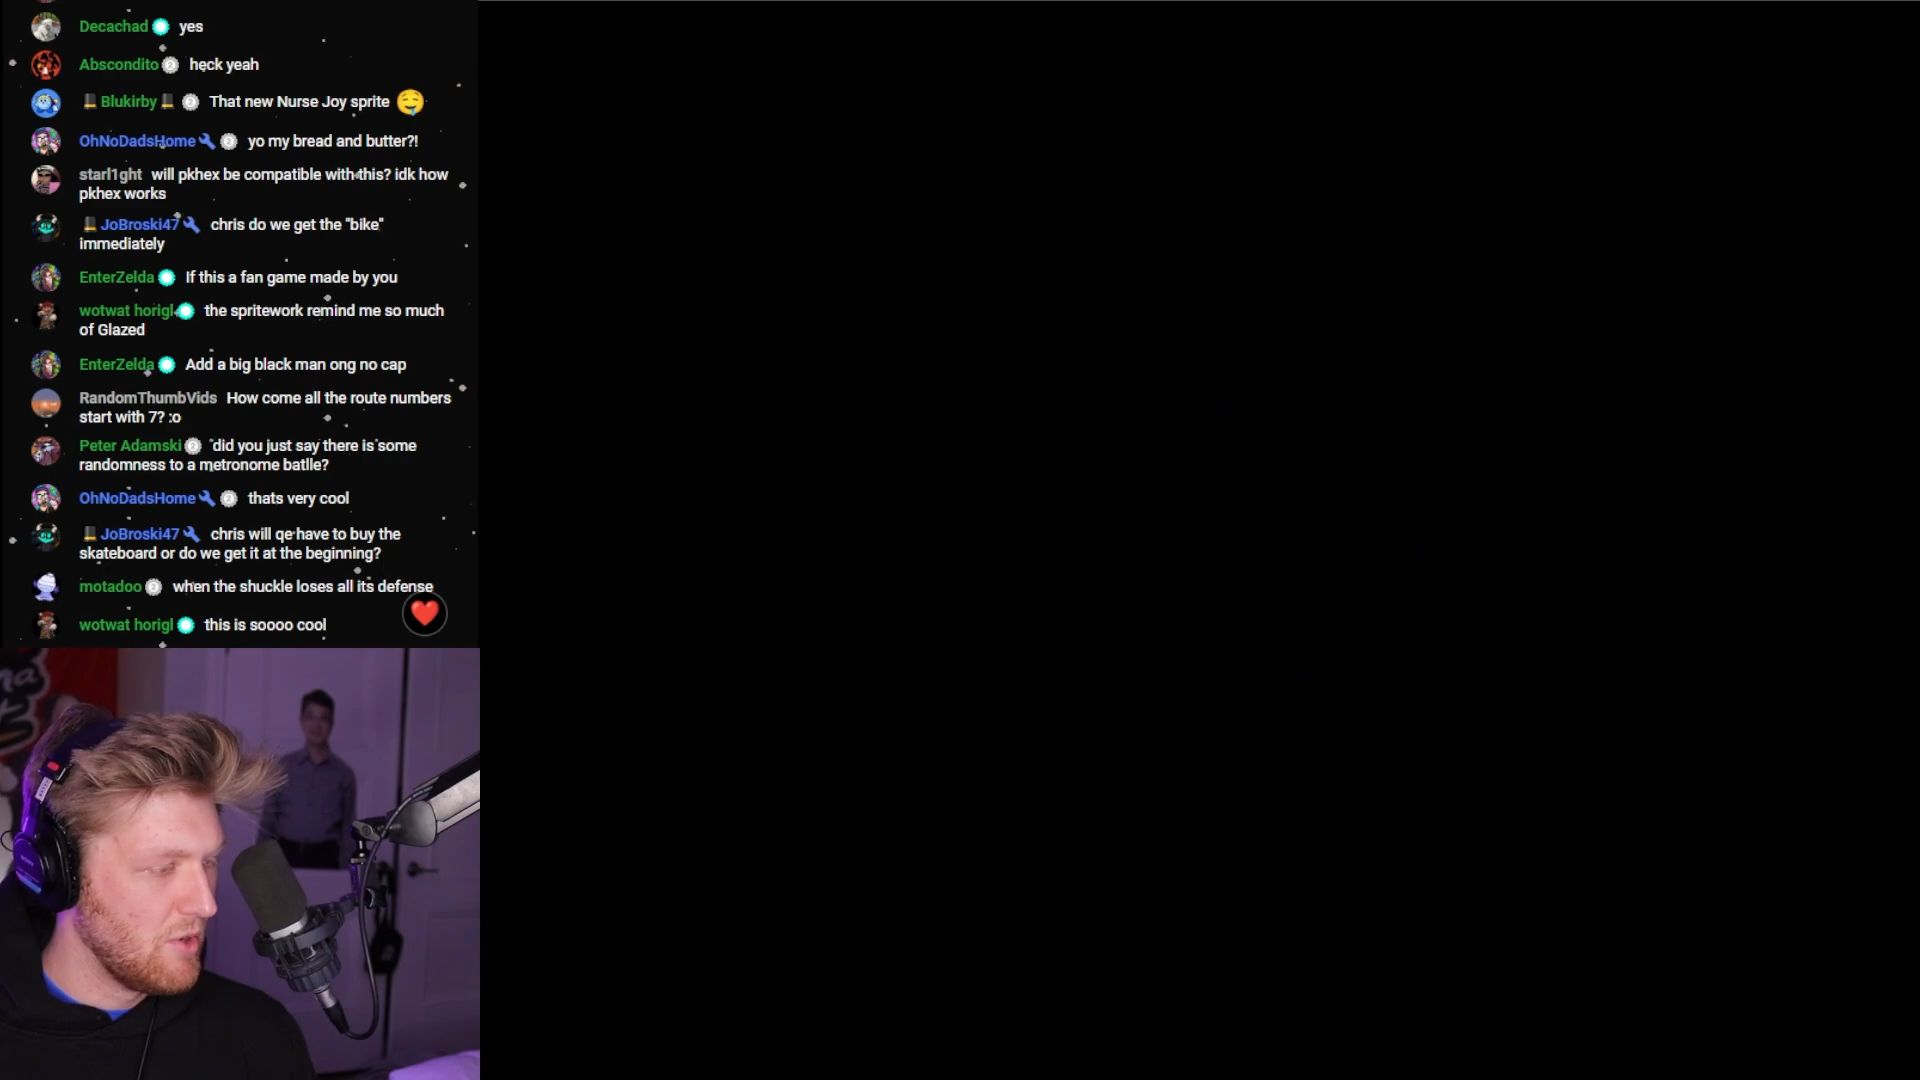 Decachad yes
Abscondito heck yeah
Blukirby That new Nurse Joy sprite
OhNoDadsHome yo my bread and butter?!
starl1ght will pkhex be compatible with this? idk how
pkhex works
JoBroski47 chris do we get the "bike"
immediately
EnterZelda If this a fan game made by you
wotwat horigl the spritework remind me so much
of Glazed
EnterZelda Add a big black man ong no cap
RandomThumbVids How come all the route numbers
start with 7? :o
Peter Adamski did you just say there is some
randomness to a metronome batlle?
OhNoDadsHome thats very cool
JoBroski47 chris will qe have to buy the
skateboard or do we get it at the beginning?
motadoo when the shuckle loses all its defense
wotwat horigl this is soooo cool